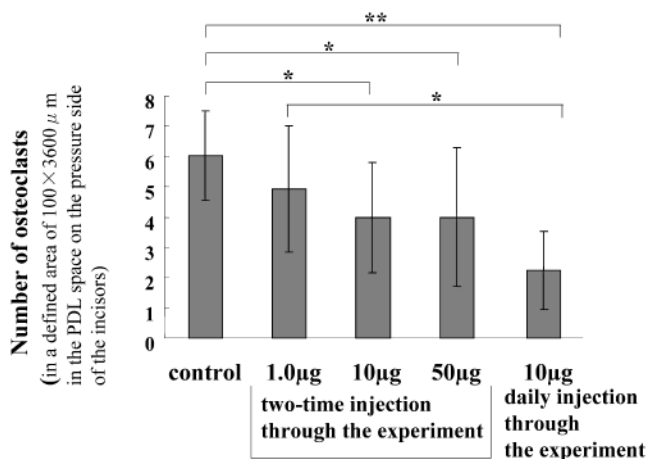 **
*
*
*
8
7
6
5
4
3
2
1
0
Number of osteoclasts
(in a defined area of 100×3600 μ m
in the PDL space on the pressure side
of the incisors)
control 1.0μg 10μg 50μg 10μg
two-time injection
through the experiment
daily injection
through
the experiment